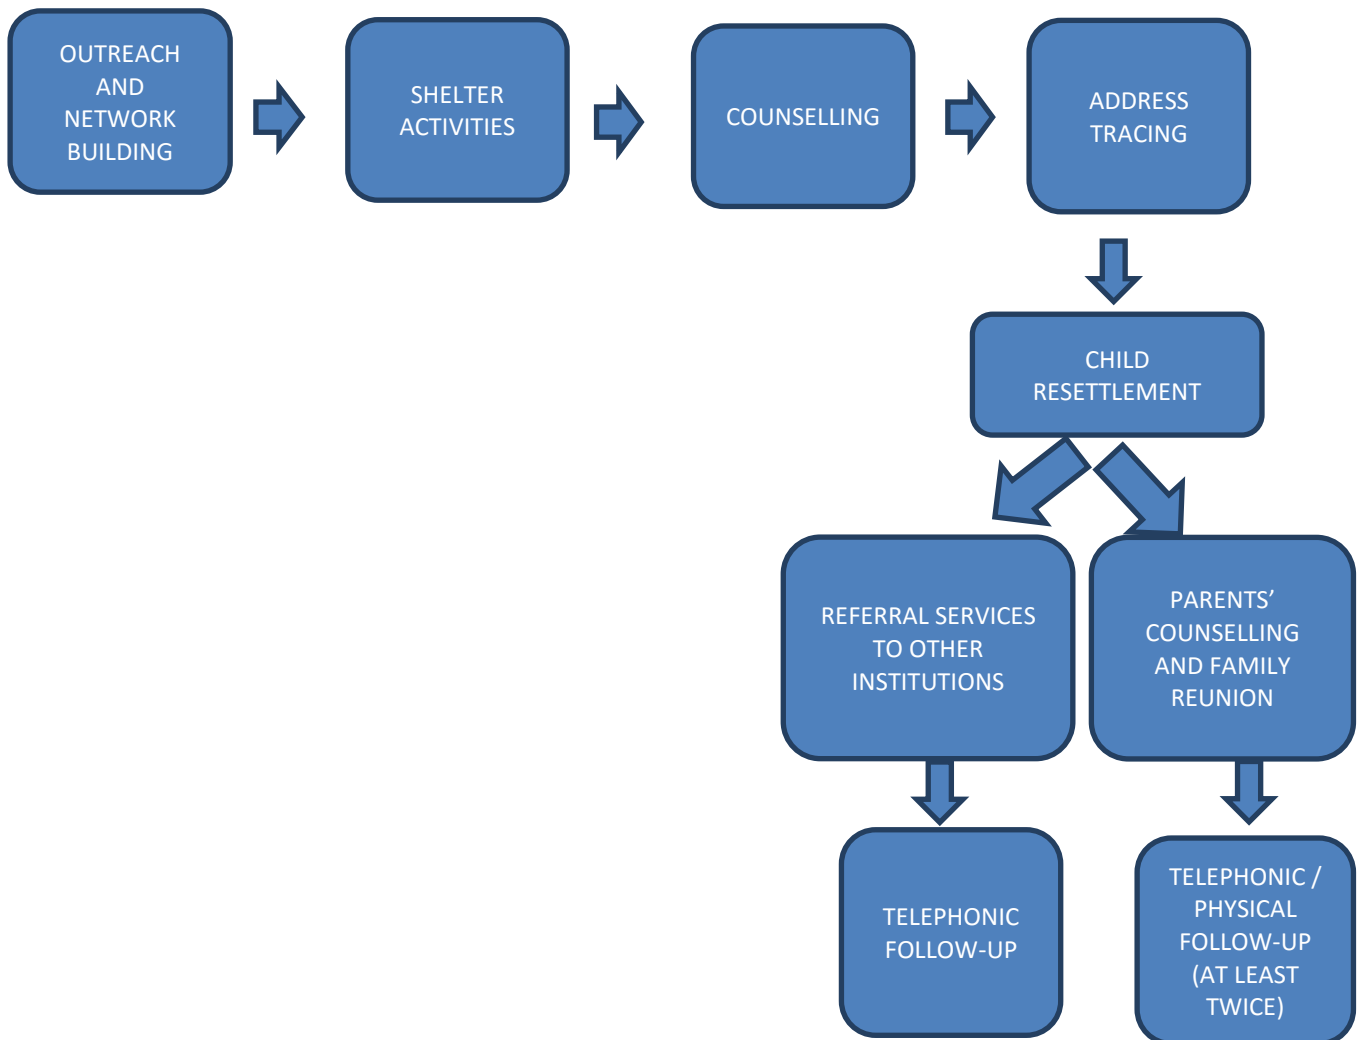 OUTREACH
AND
NETWORK
BUILDING
SHELTER
ACTIVITIES
COUNSELLING
ADDRESS
TRACING
CHILD
RESETTLEMENT
REFERRAL SERVICES
TO OTHER
INSTITUTIONS
PARENTS’
COUNSELLING
AND FAMILY
REUNION
TELEPHONIC
FOLLOW-UP
TELEPHONIC /
PHYSICAL
FOLLOW-UP
(AT LEAST
TWICE)